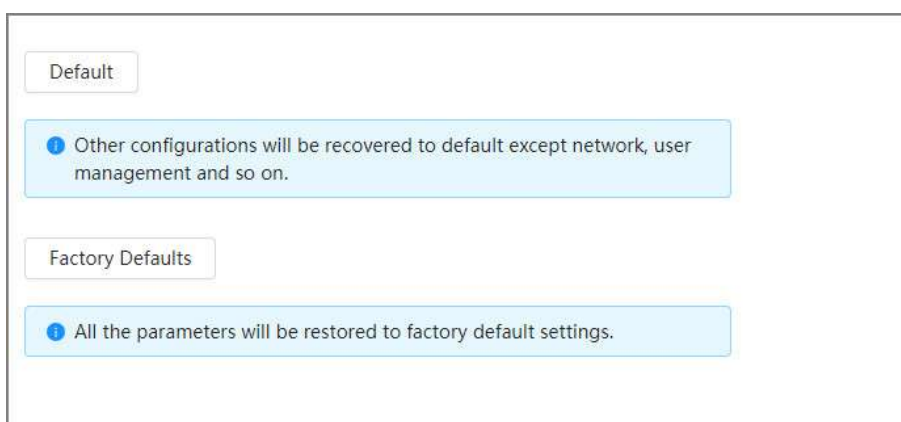 Default
Other configurations will be recovered to default except network, user
management and so on.
Factory Defaults
All the parameters will be restored to factory default settings.